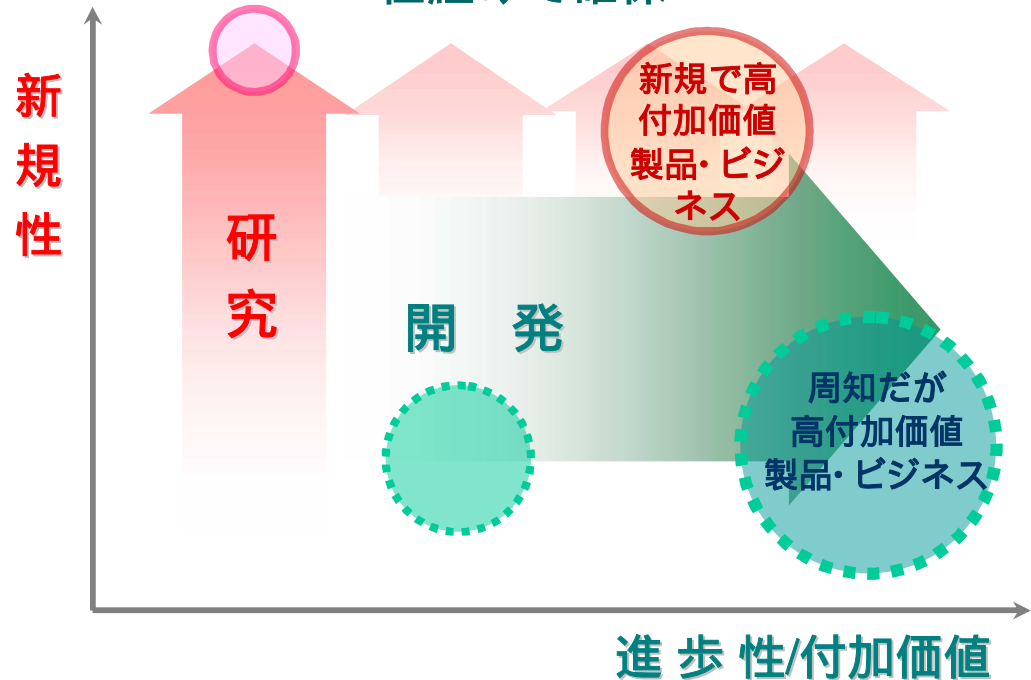 新
規
性
研
究
開 発
新規で高
付加価値
製品・ビジ
ネス
周知だが
高付加価値
製品・ビジネス
進 歩 性/付加価値